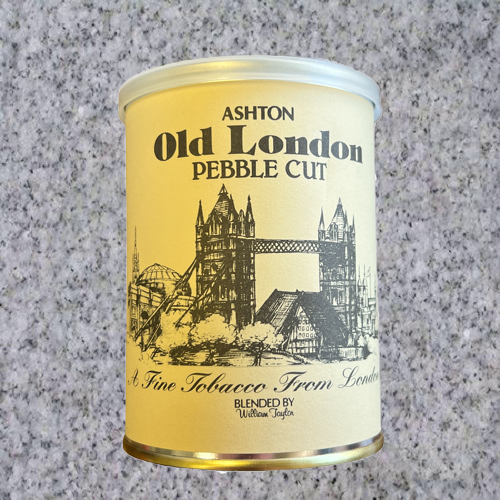 ASHTON
Old London
PEBBLE CUT
A Fine Tobacco From London
BLENDED BY
William Taylor